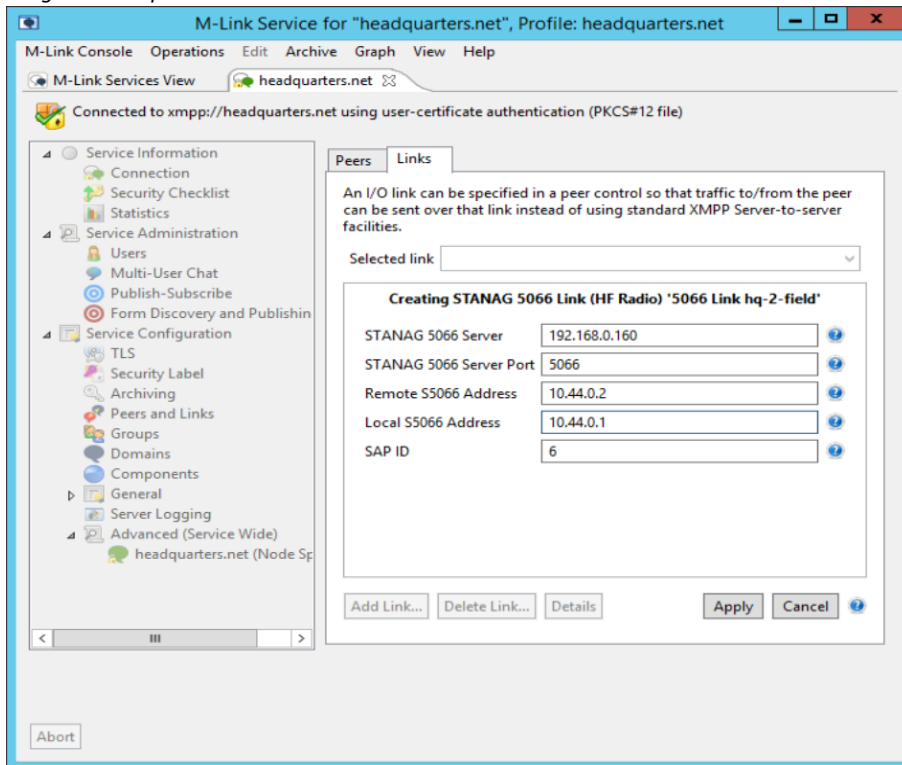 M-Link Service for "headquarters.net", Profile: headquarters.net
M-Link Console Operations Edit Archive Graph View Help
M-Link Services View headquarters.net
Connected to xmpp://headquarters.net using user-certificate authentication (PKCS#12 file)
Service Information
Connection
Security Checklist
Statistics
Service Administration
Users
Multi-User Chat
Publish-Subscribe
Form Discovery and Publishin
Service Configuration
TLS
Security Label
Archiving
Peers and Links
Groups
Domains
Components
General
Server Logging
Advanced (Service Wide)
headquarters.net (Node Sp
Peers Links
An I/O link can be specified in a peer control so that traffic to/from the peer
can be sent over that link instead of using standard XMPP Server-to-server
facilities.
Selected link
Creating STANAG 5066 Link (HF Radio) '5066 Link hq-2-field'
STANAG 5066 Server 192.168.0.160
STANAG 5066 Server Port 5066
Remote S5066 Address 10.44.0.2
Local S5066 Address 10.44.0.1
SAP ID 6
Add Link... Delete Link... Details Apply Cancel
Abort